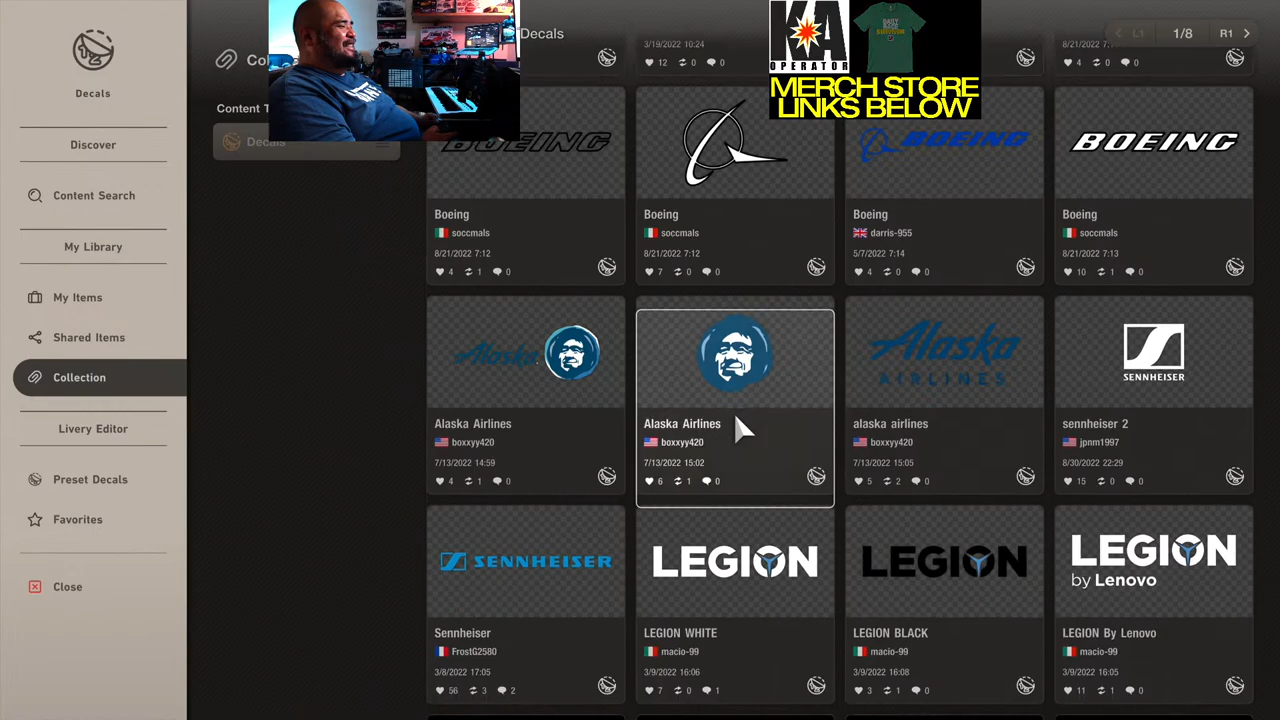 Decals
Discover
Content Search
My Library
My Items
Shared Items
Collection
Livery Editor
Preset Decals
Favorites
Close
Content T
Decals
Decals
KA
OPERATOR
SURVIVOR
MERCH STORE
LINKS BELOW
L1 1/8 R1
3/19/2022 10:24
12 0 0
4 0 0
BOEING
BOEING
BOEING
Boeing
soccmals
8/21/2022 7:12
4 1 0
Boeing
soccmals
8/21/2022 7:12
7 0 0
Boeing
darris-955
5/7/2022 7:14
4 0 0
Boeing
soccmals
8/21/2022 7:13
10 1 0
Alaska
Alaska
AIRLINES
SENNHEISER
Alaska Airlines
boxxyy420
7/13/2022 14:59
4 1 0
Alaska Airlines
boxxyy420
7/13/2022 15:02
6 1 0
alaska airlines
boxxyy420
7/13/2022 15:05
5 2 0
sennheiser 2
jpnm1997
8/30/2022 22:29
15 0 0
SENNHEISER
LEGION
LEGION
LEGION
by Lenovo
Sennheiser
FrostG2580
3/8/2022 17:05
56 3 2
LEGION WHITE
macio-99
3/9/2022 16:06
7 0 1
LEGION BLACK
macio-99
3/9/2022 16:08
3 1 0
LEGION By Lenovo
macio-99
3/9/2022 16:05
11 1 0